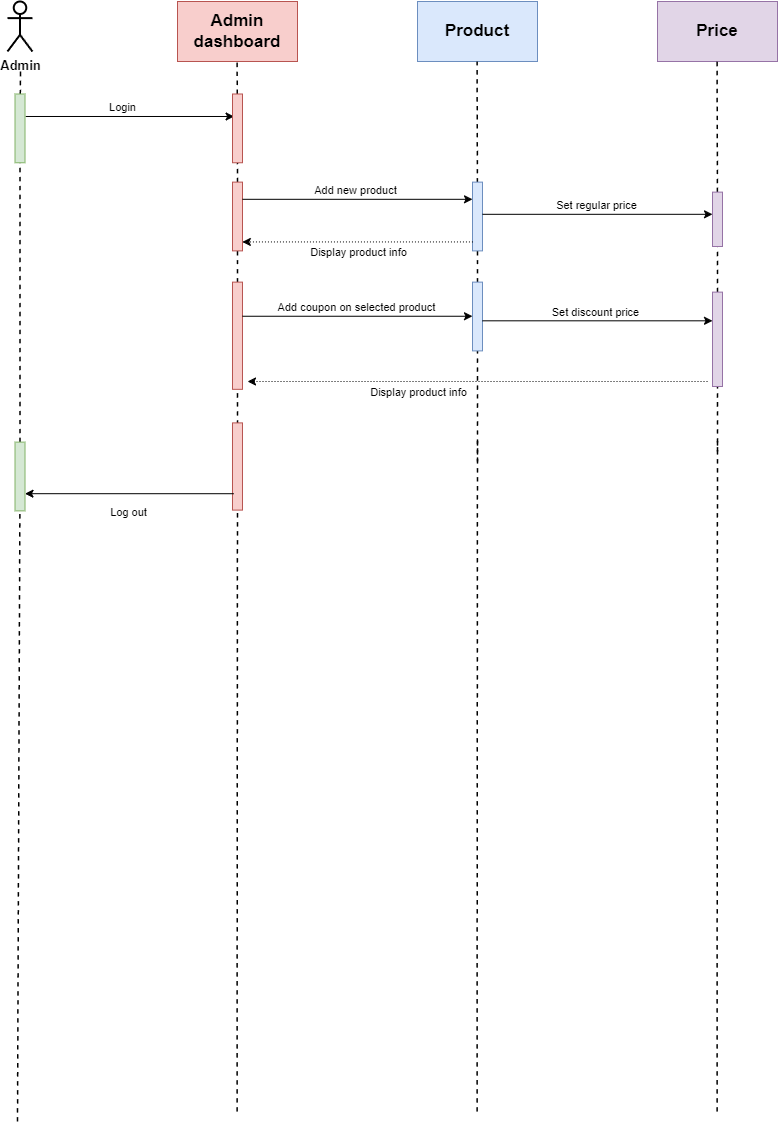 Admin
Admin
dashboard
Product
Price
Login
Add new product
Set regular price
Display product info
Add coupon on selected product
Set discount price
Display product info
Log out